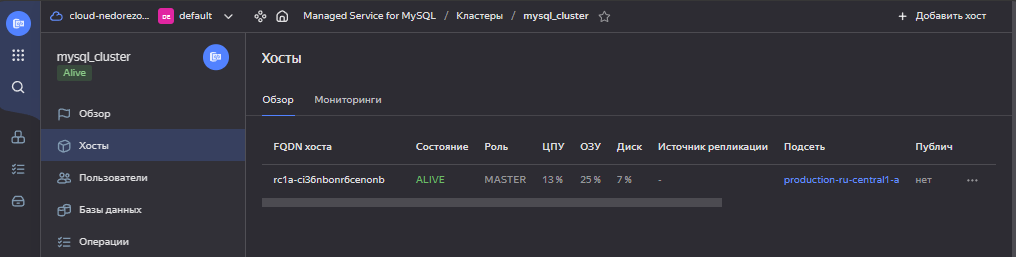 cloud-nedorezo... DE default Managed Service for MySQL / Кластеры / mysql_cluster + Добавить хост
mysql_cluster
Alive
Обзор
Хосты
Пользователи
Базы данных
Операции
Хосты
Обзор Мониторинги
FQDN хоста Состояние Роль ЦПУ ОЗУ Диск Источник репликации Подсеть Публич
rc1a-ci36nbonr6cenonb ALIVE MASTER 13 % 25 % 7 % - production-ru-central1-a нет ...